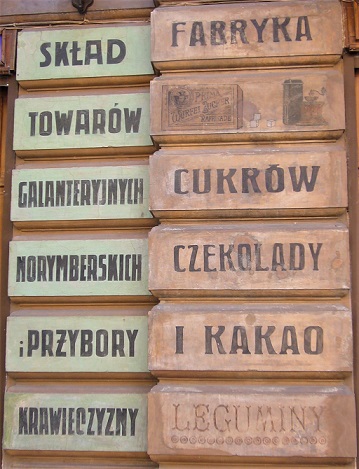 SKŁAD
TOWARÓW
GALANTERYJNYCH
NORYMBERSKICH
i PRZYBORY
KRAWIECZYZNY
FABRYKA
CUKRÓW
CZEKOLADY
I KAKAO
LEGUMINY